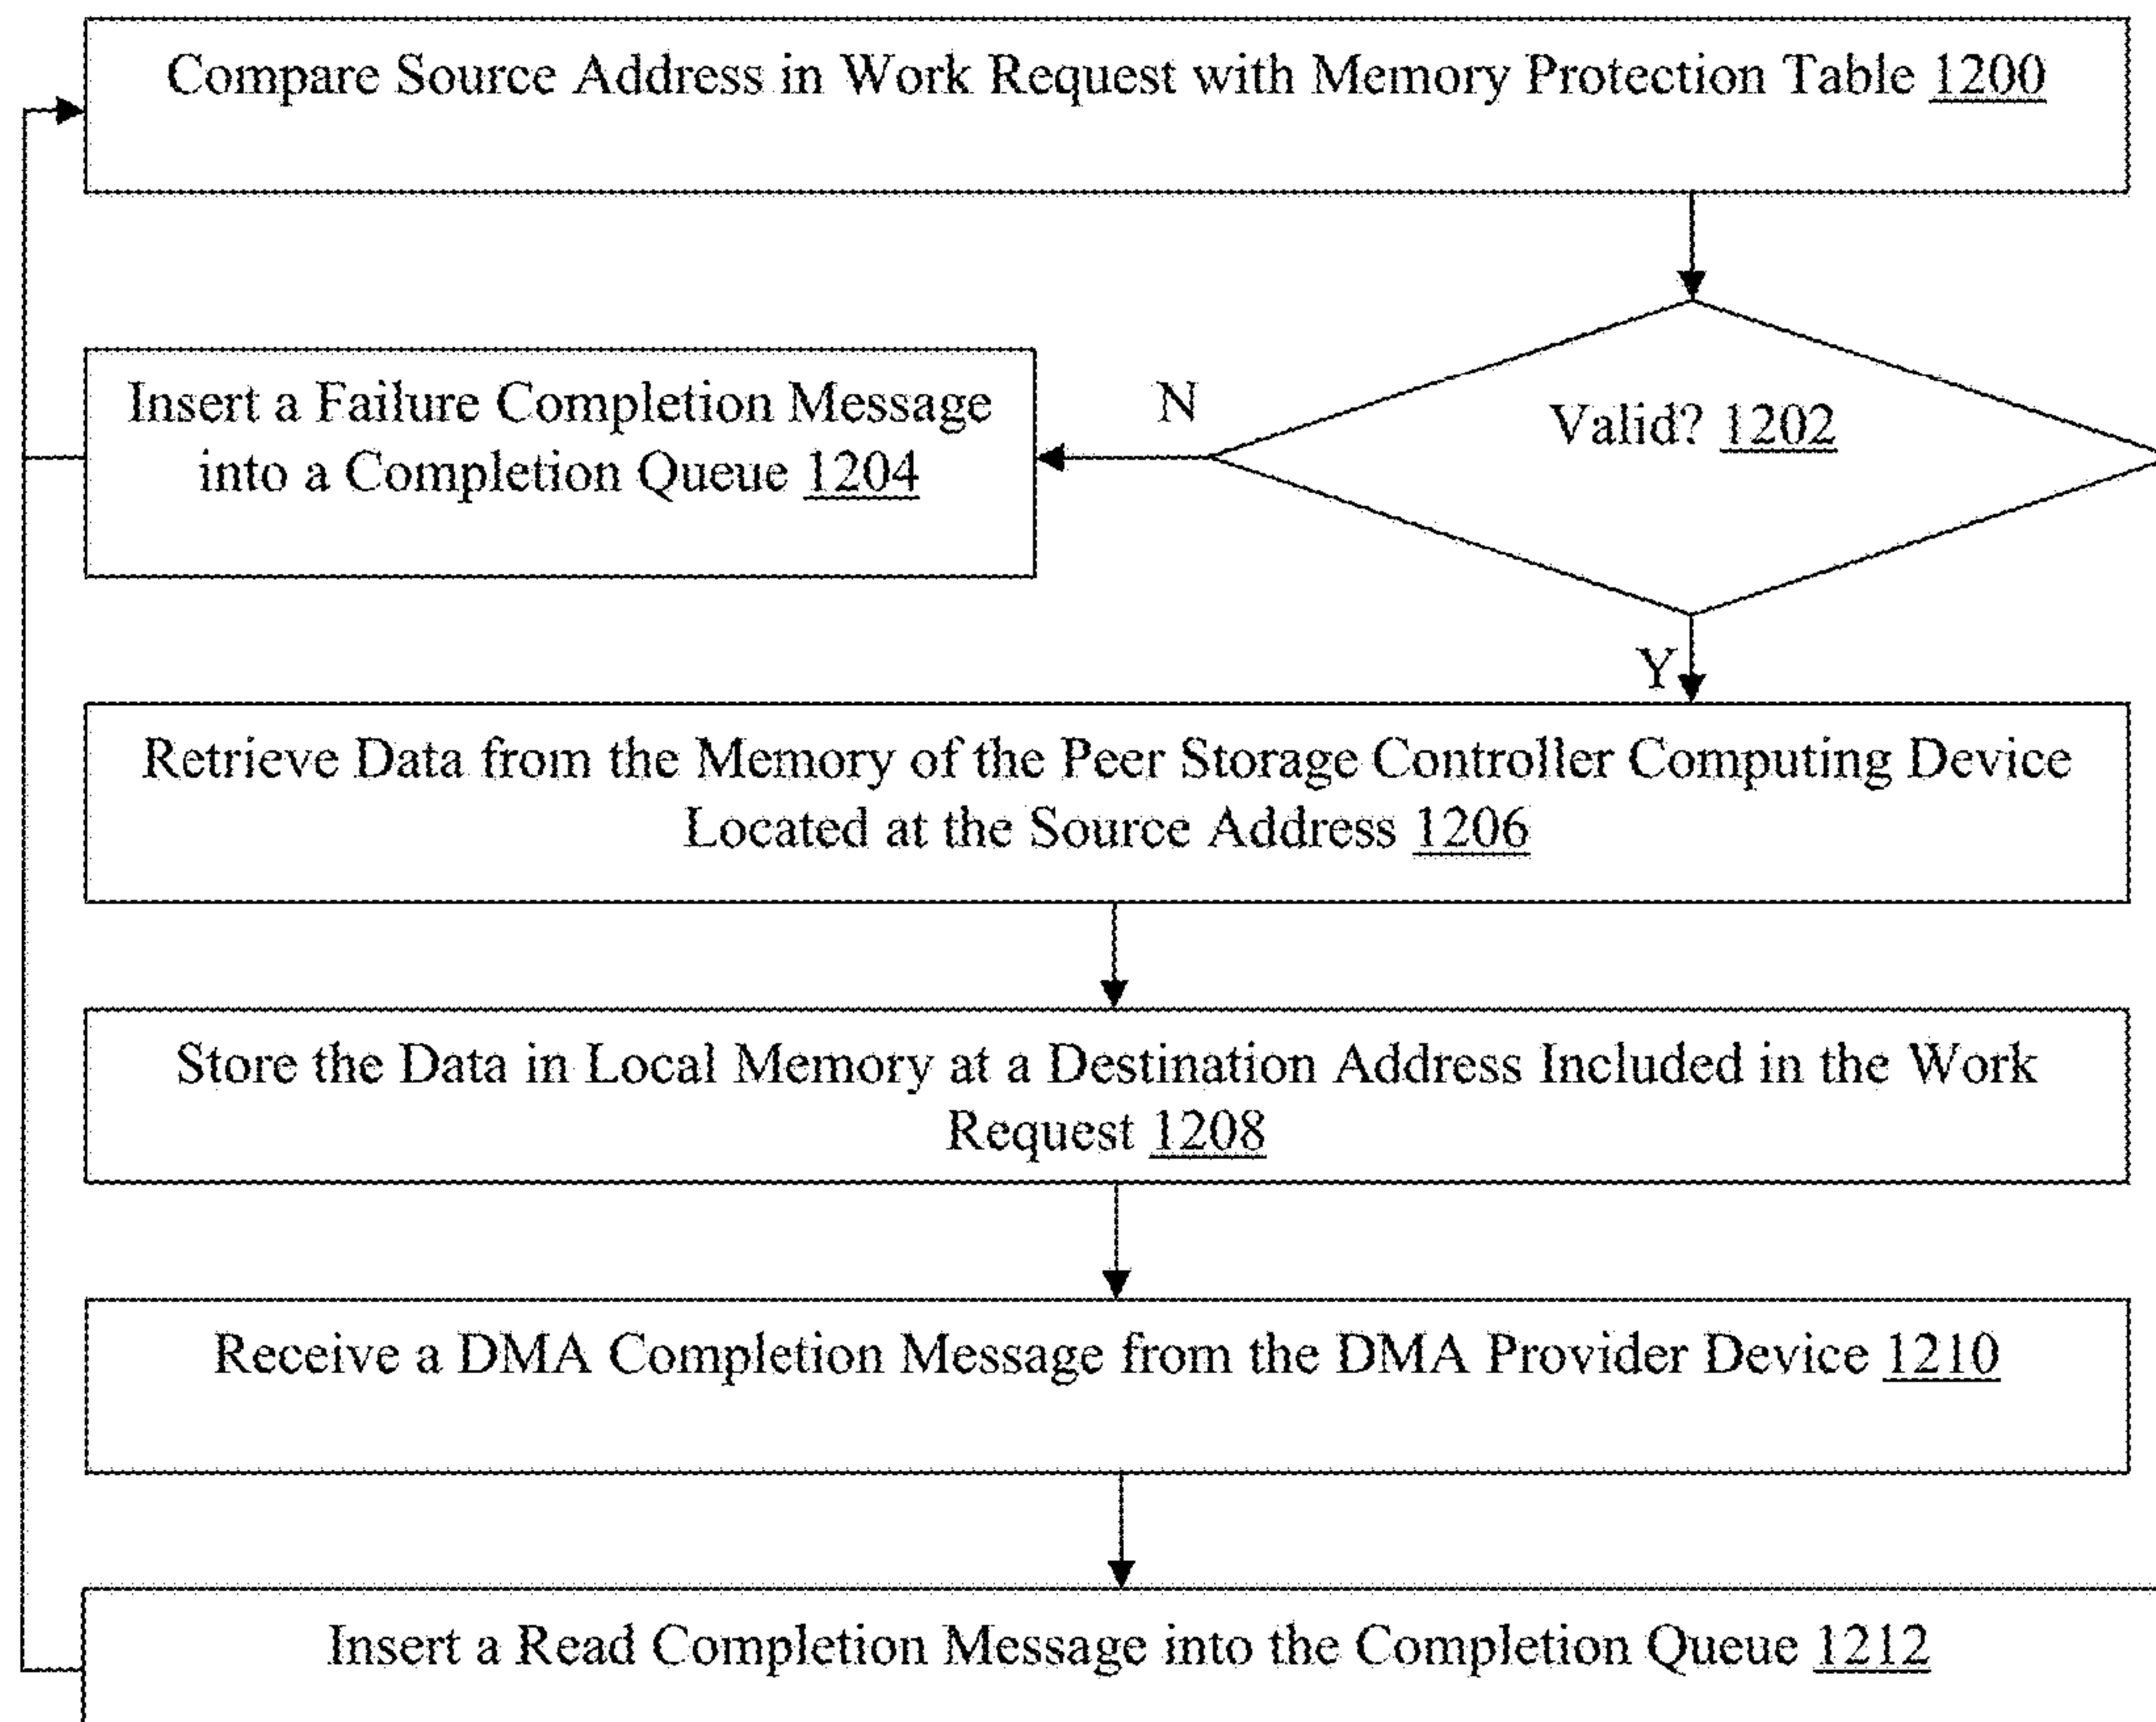 Compare Source Address in Work Request with Memory Protection Table 1200
Insert a Failure Completion Message
into a Completion Queue 1204
N
Valid? 1202
Y
Retrieve Data from the Memory of the Peer Storage Controller Computing Device
Located at the Source Address 1206
Store the Data in Local Memory at a Destination Address Included in the Work
Request 1208
Receive a DMA Completion Message from the DMA Provider Device 1210
Insert a Read Completion Message into the Completion Queue 1212